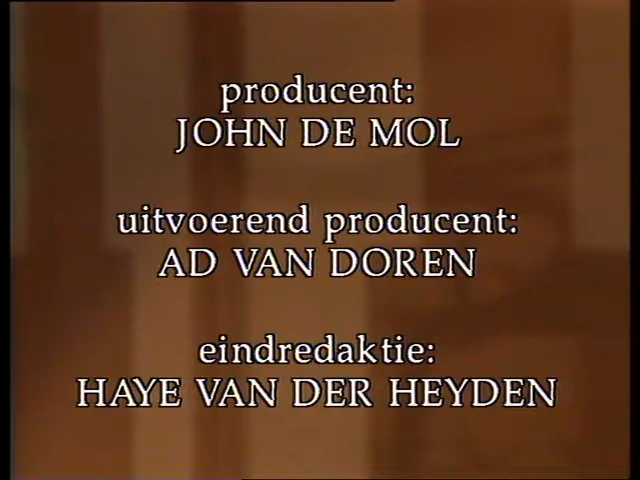 producent:
JOHN DE MOL
uitvoerend producent:
AD VAN DOREN
eindredaktie:
HAYE VAN DER HEYDEN